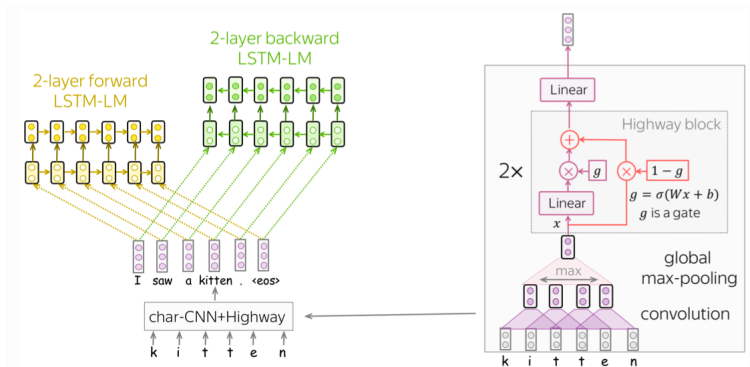 2-layer backward
LSTM-LM
2-layer forward
LSTM-LM
I saw a kitten . <eos>
char-CNN+Highway
k i t t e n
Linear
Highway block
+
2×
×
g
×
1 − g
Linear
g = σ(Wx + b)
g is a gate
x
global
max-pooling
max
convolution
k i t t e n